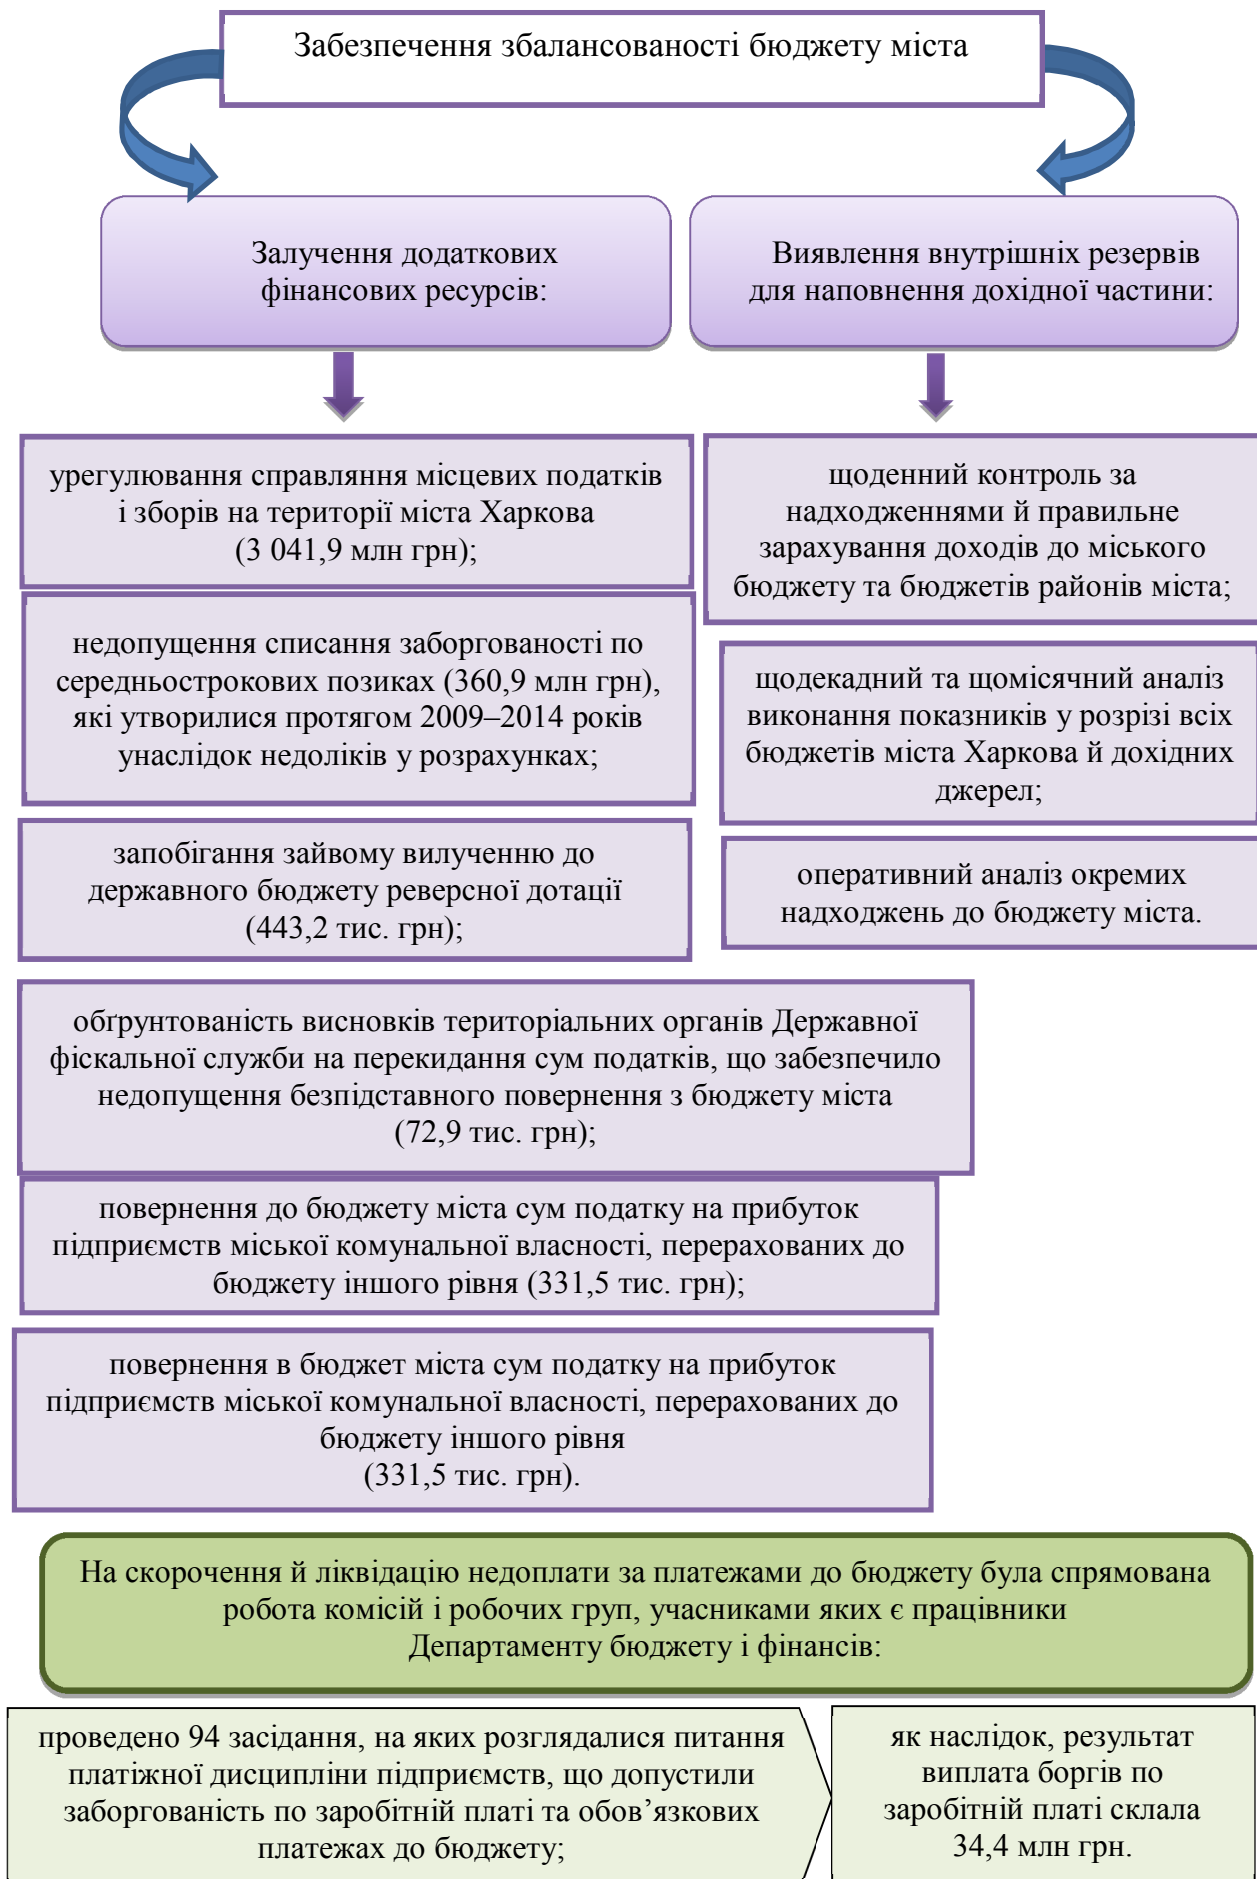 Забезпечення збалансованості бюджету міста
Залучення додаткових
фінансових ресурсів:
Виявлення внутрішніх резервів
для наповнення дохідної частини:
урегулювання справляння місцевих податків
і зборів на території міста Харкова
(3 041,9 млн грн);
недопущення списання заборгованості по
середньострокових позиках (360,9 млн грн),
які утворилися протягом 2009–2014 років
унаслідок недоліків у розрахунках;
запобігання зайвому вилученню до
державного бюджету реверсної дотації
(443,2 тис. грн);
щоденний контроль за
надходженнями й правильне
зарахування доходів до міського
бюджету та бюджетів районів міста;
щодекадний та щомісячний аналіз
виконання показників у розрізі всіх
бюджетів міста Харкова й дохідних
джерел;
оперативний аналіз окремих
надходжень до бюджету міста.
обґрунтованість висновків територіальних органів Державної
фіскальної служби на перекидання сум податків, що забезпечило
недопущення безпідставного повернення з бюджету міста
(72,9 тис. грн);
повернення до бюджету міста сум податку на прибуток
підприємств міської комунальної власності, перерахованих до
бюджету іншого рівня (331,5 тис. грн);
повернення в бюджет міста сум податку на прибуток
підприємств міської комунальної власності, перерахованих до
бюджету іншого рівня
(331,5 тис. грн).
На скорочення й ліквідацію недоплати за платежами до бюджету була спрямована
робота комісій і робочих груп, учасниками яких є працівники
Департаменту бюджету і фінансів:
проведено 94 засідання, на яких розглядалися питання
платіжної дисципліни підприємств, що допустили
заборгованість по заробітній платі та обов’язкових
платежах до бюджету;
як наслідок, результат
виплата боргів по
заробітній платі склала
34,4 млн грн.